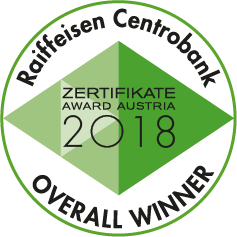 Raiffeisen Centrobank
ZERTIFIKATE
AWARD AUSTRIA
2018
OVERALL WINNER